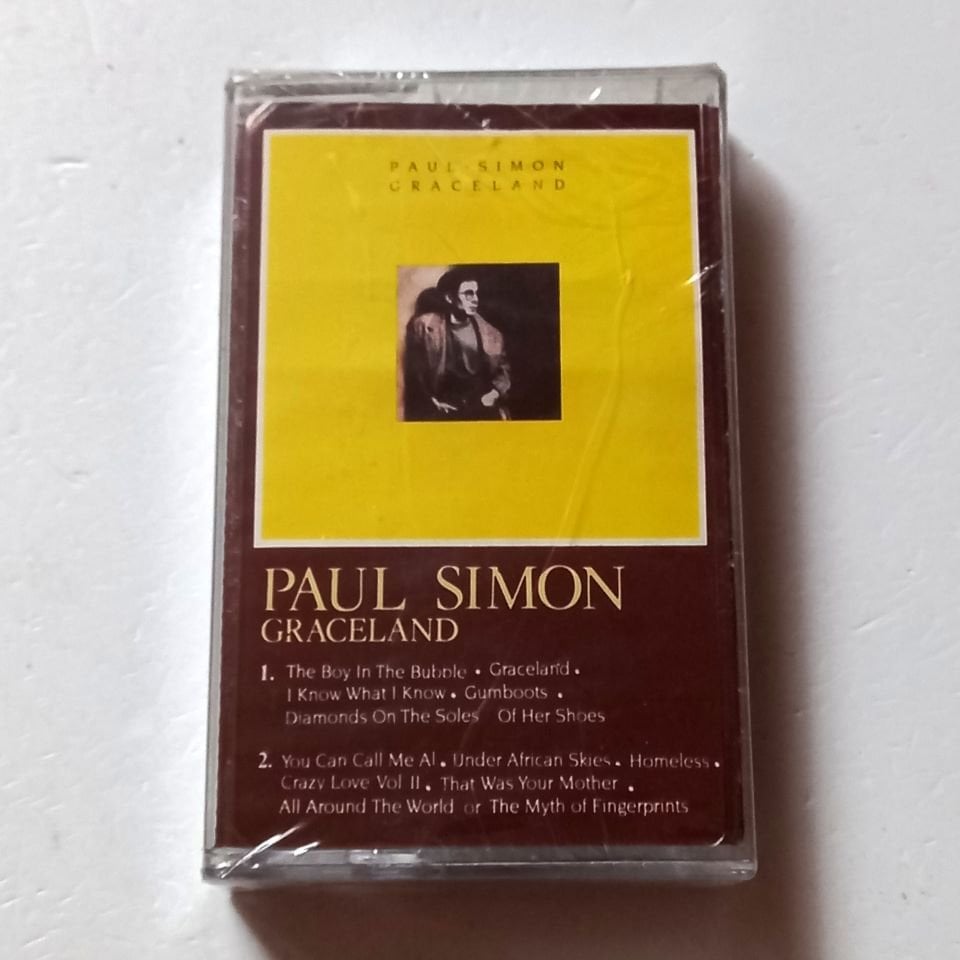 PAUL SIMON
GRACELAND
PAUL SIMON
GRACELAND
1. The Boy In The Bubble • Graceland •
I Know What I Know • Gumboots •
Diamonds On The Soles Of Her Shoes
2. You Can Call Me Al • Under African Skies • Homeless •
Crazy Love Vol II • That Was Your Mother •
All Around The World or The Myth of Fingerprints